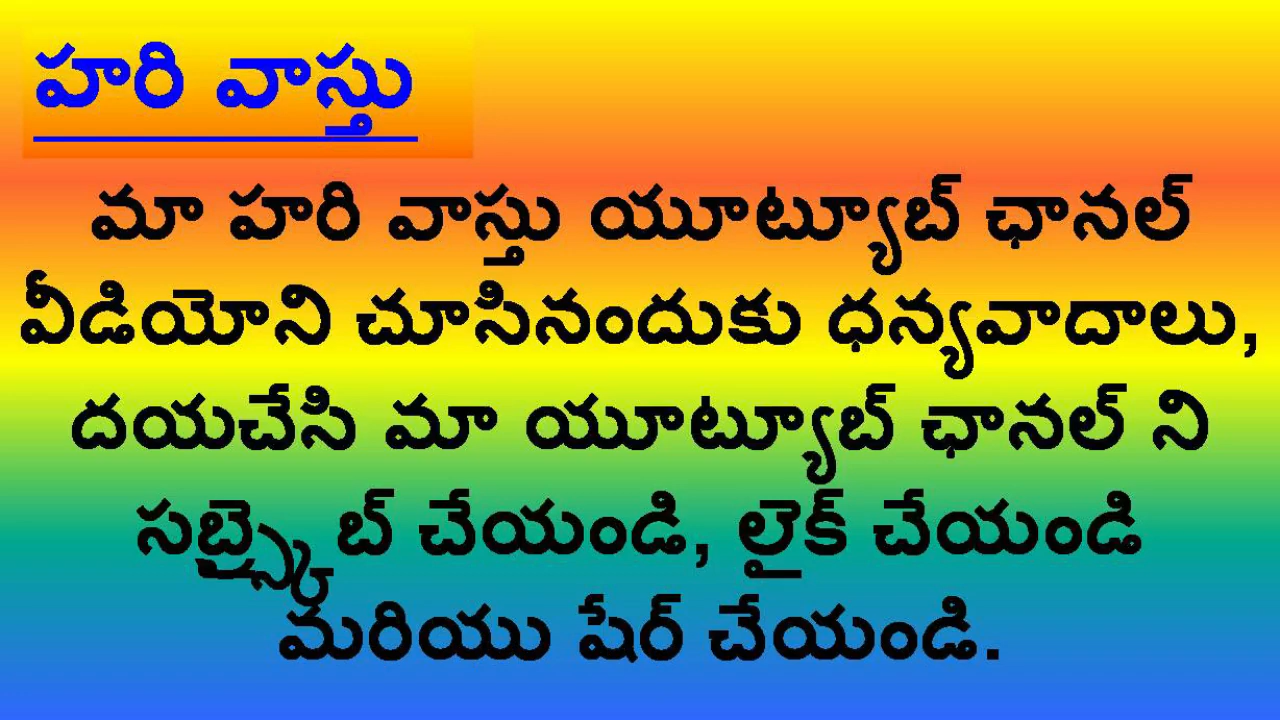 హరి వాస్తు
మా హరి వాస్తు యూట్యూబ్ ఛానల్
వీడియోని చూసినందుకు ధన్యవాదాలు,
దయచేసి మా యూట్యూబ్ ఛానల్ ని
సబ్స్క్రైబ్ చేయండి, లైక్ చేయండి
మరియు షేర్ చేయండి.